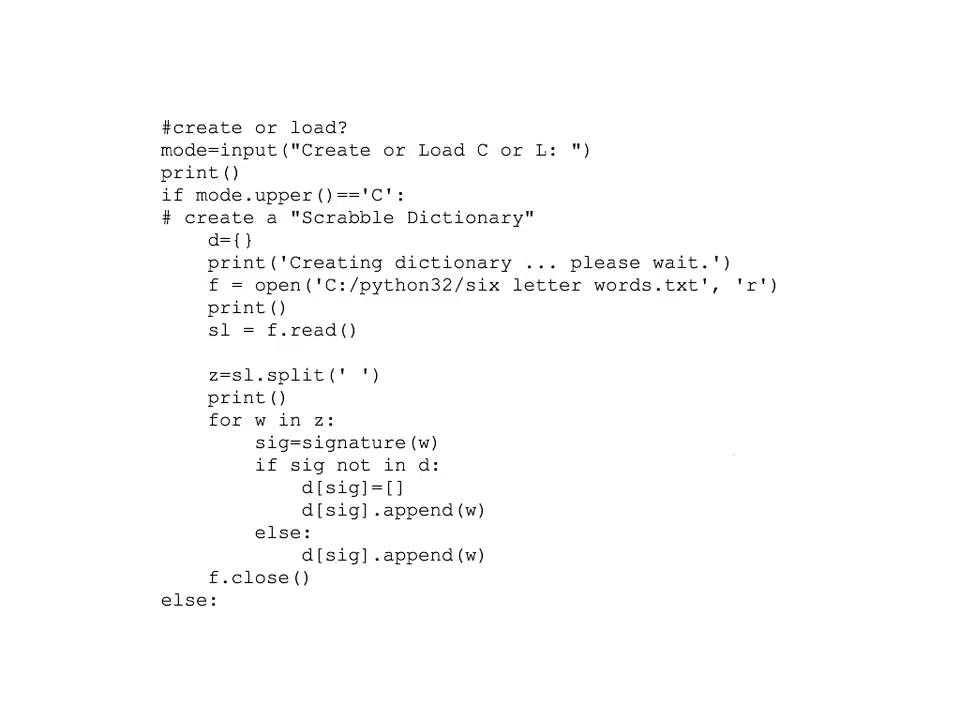 #create or load?
mode=input("Create or Load C or L: ")
print()
if mode.upper()=='C':
# create a "Scrabble Dictionary"
    d={}
    print('Creating dictionary ... please wait.')
    f = open('C:/python32/six letter words.txt', 'r')
    print()
    sl = f.read()

    z=sl.split(' ')
    print()
    for w in z:
        sig=signature(w)
        if sig not in d:
            d[sig]=[]
            d[sig].append(w)
        else:
            d[sig].append(w)
    f.close()
else: